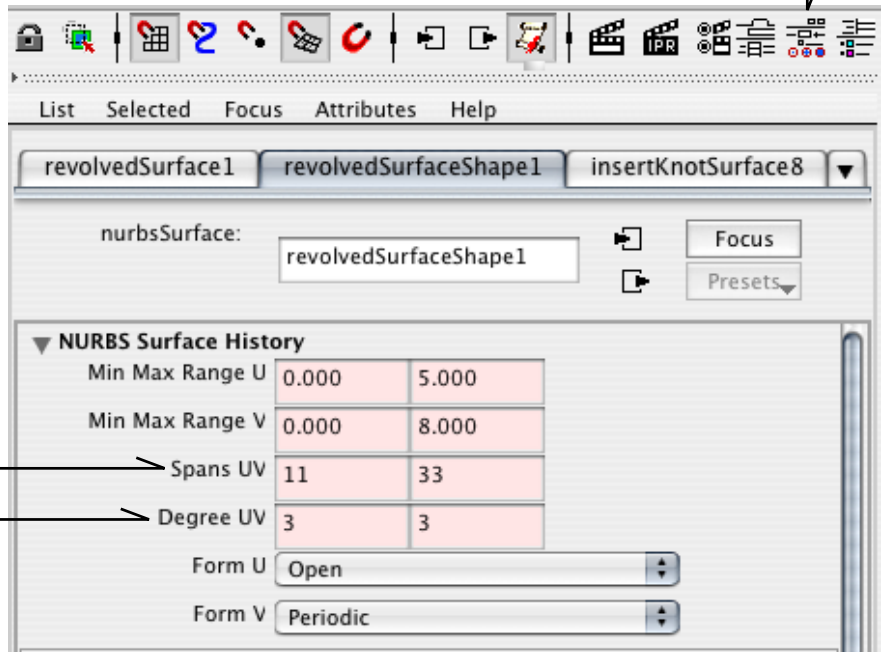 IPR
List Selected Focus Attributes Help
revolvedSurface1 revolvedSurfaceShape1 insertKnotSurface8
nurbsSurface: revolvedSurfaceShape1 Focus
Presets
NURBS Surface History
Min Max Range U 0.000 5.000
Min Max Range V 0.000 8.000
Spans UV 11 33
Degree UV 3 3
Form U Open
Form V Periodic